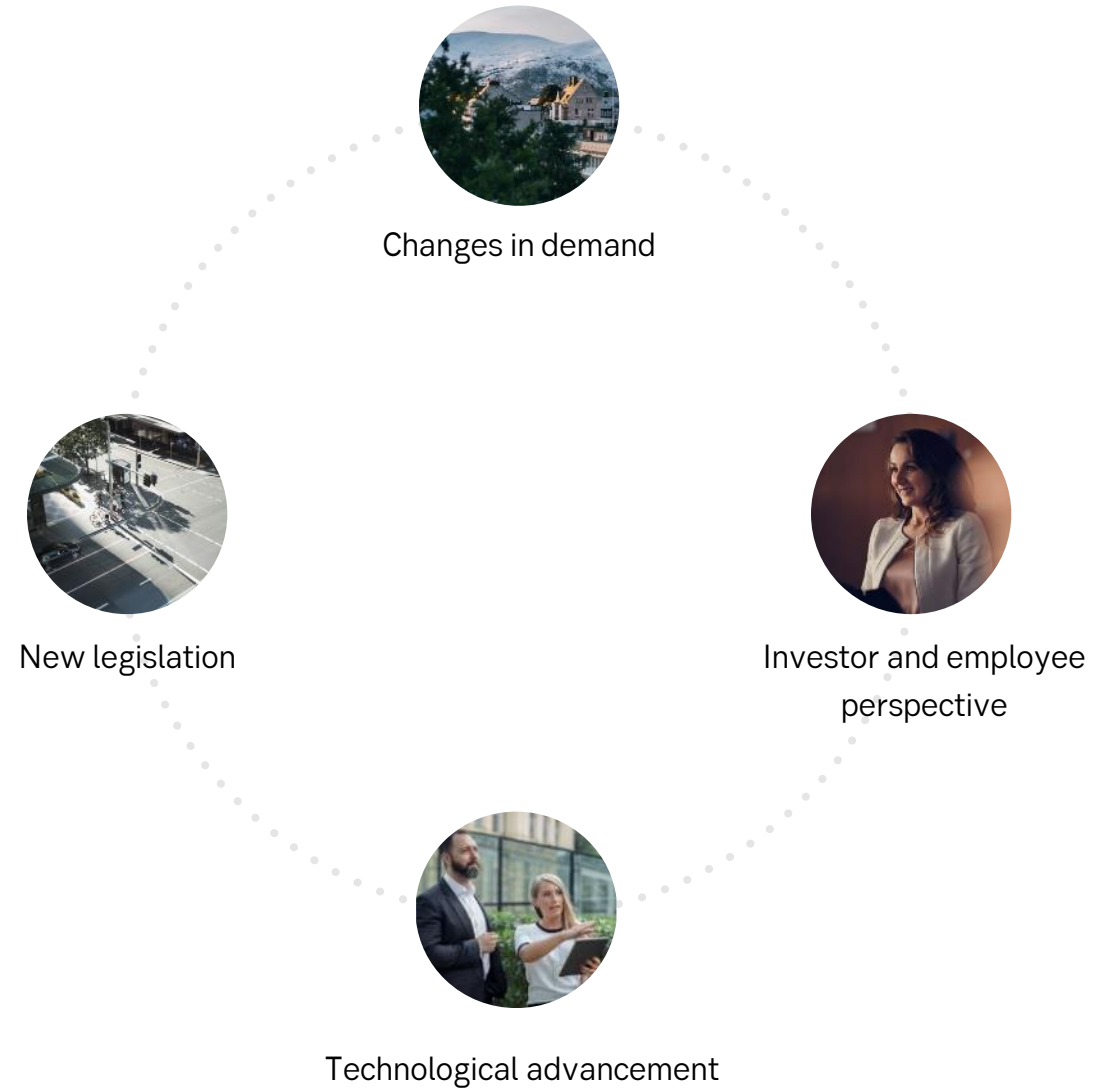 Changes in demand
New legislation
Investor and employee
perspective
Technological advancement